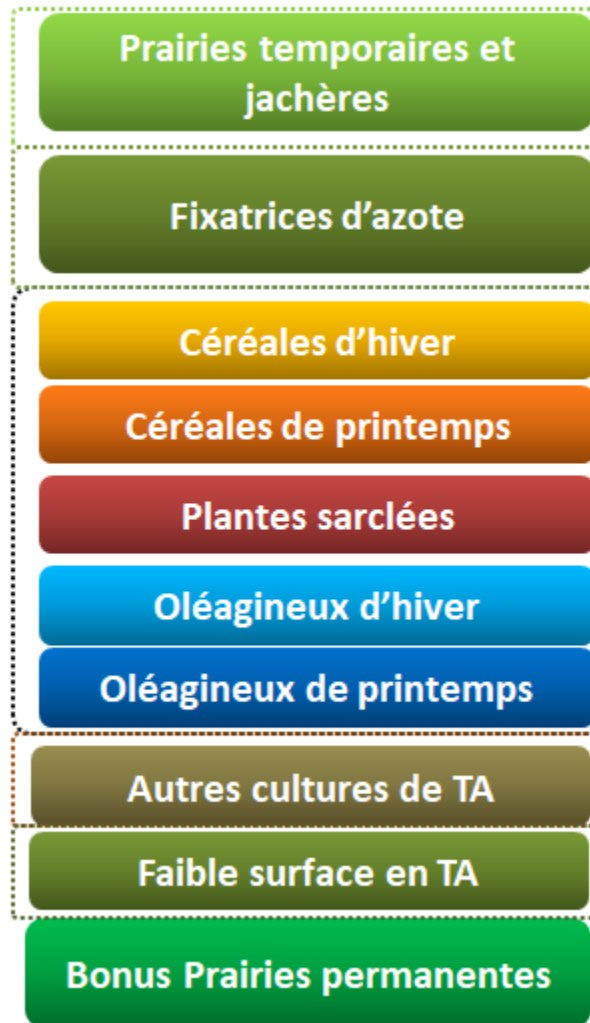 Prairies temporaires et
jachères
Fixatrices d’azote
Céréales d’hiver
Céréales de printemps
Plantes sarclées
Oléagineux d’hiver
Oléagineux de printemps
Autres cultures de TA
Faible surface en TA
Bonus Prairies permanentes